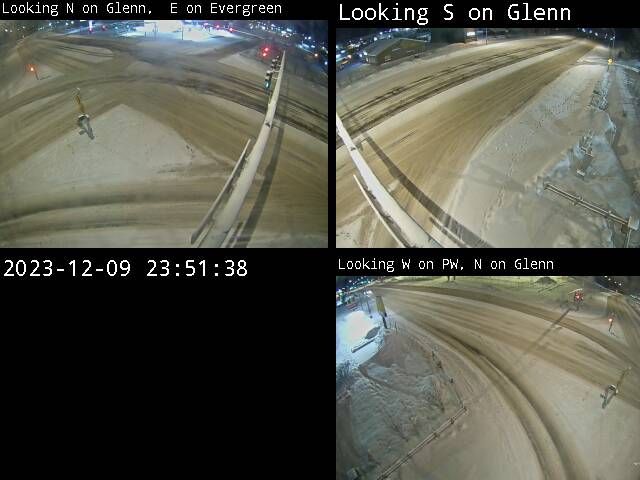 Looking N on Glenn,  E on Evergreen
Looking S on Glenn
2023-12-09 23:51:38
Looking W on PW, N on Glenn